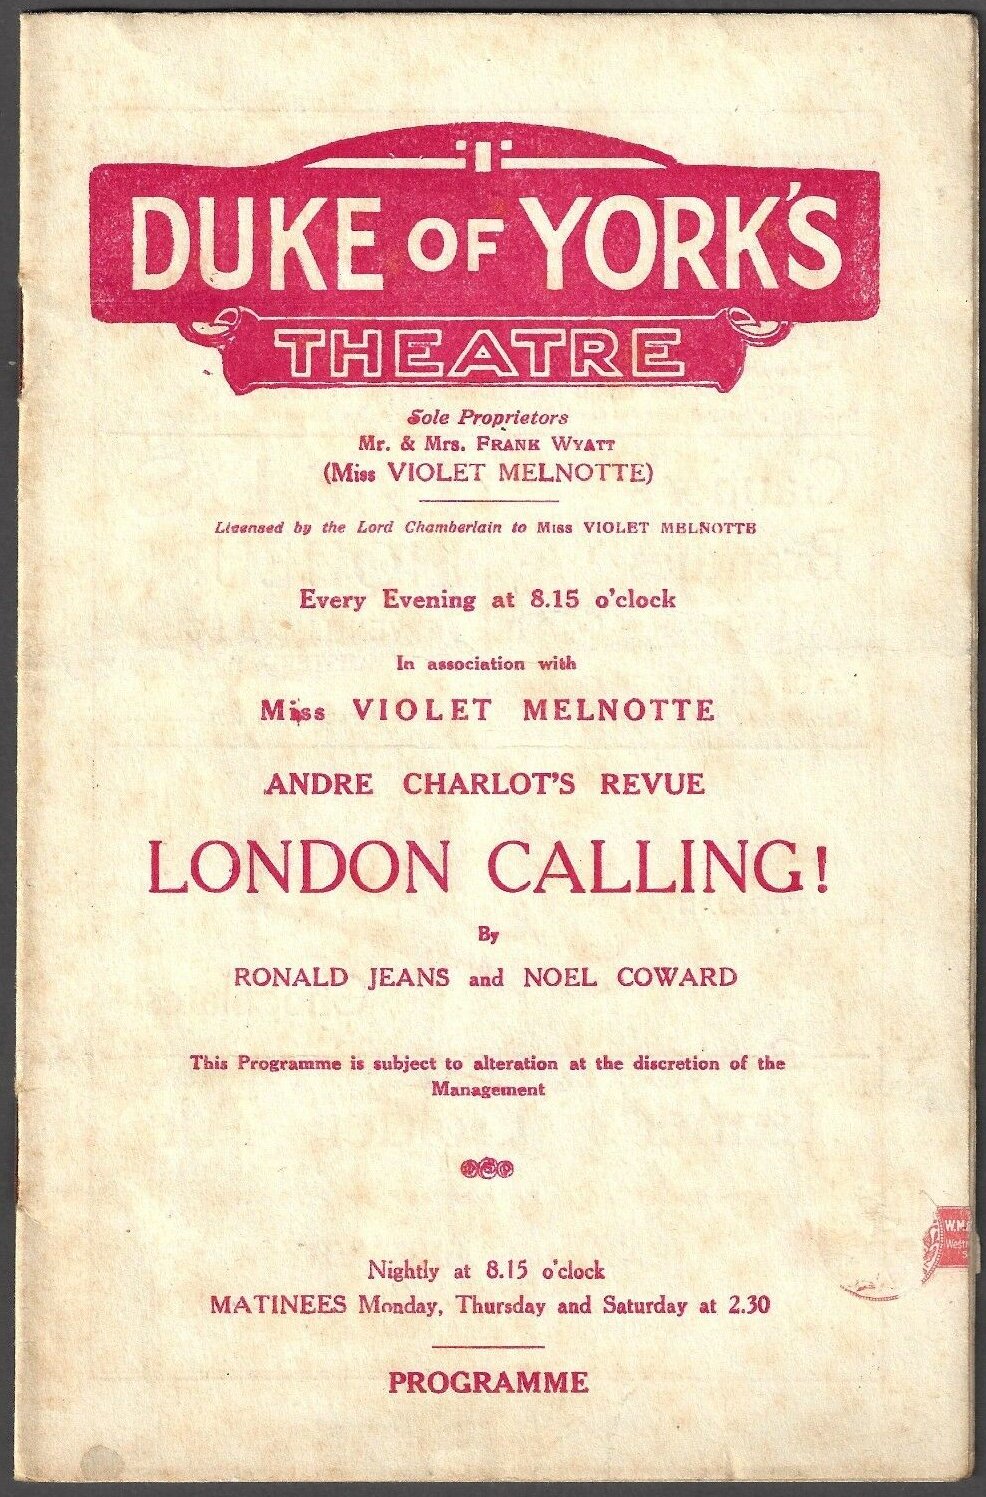 DUKE OF YORK'S
THEATRE
Sole Proprietors
Mr. & Mrs. FRANK WYATT
(Miss VIOLET MELNOTTE)
Licensed by the Lord Chamberlain to Miss VIOLET MELNOTTE
Every Evening at 8.15 o'clock
In association with
Miss VIOLET MELNOTTE
ANDRE CHARLOT'S REVUE
LONDON CALLING!
By
RONALD JEANS and NOEL COWARD
This Programme is subject to alteration at the discretion of the
Management
Nightly at 8.15 o'clock
MATINEES Monday, Thursday and Saturday at 2.30
PROGRAMME